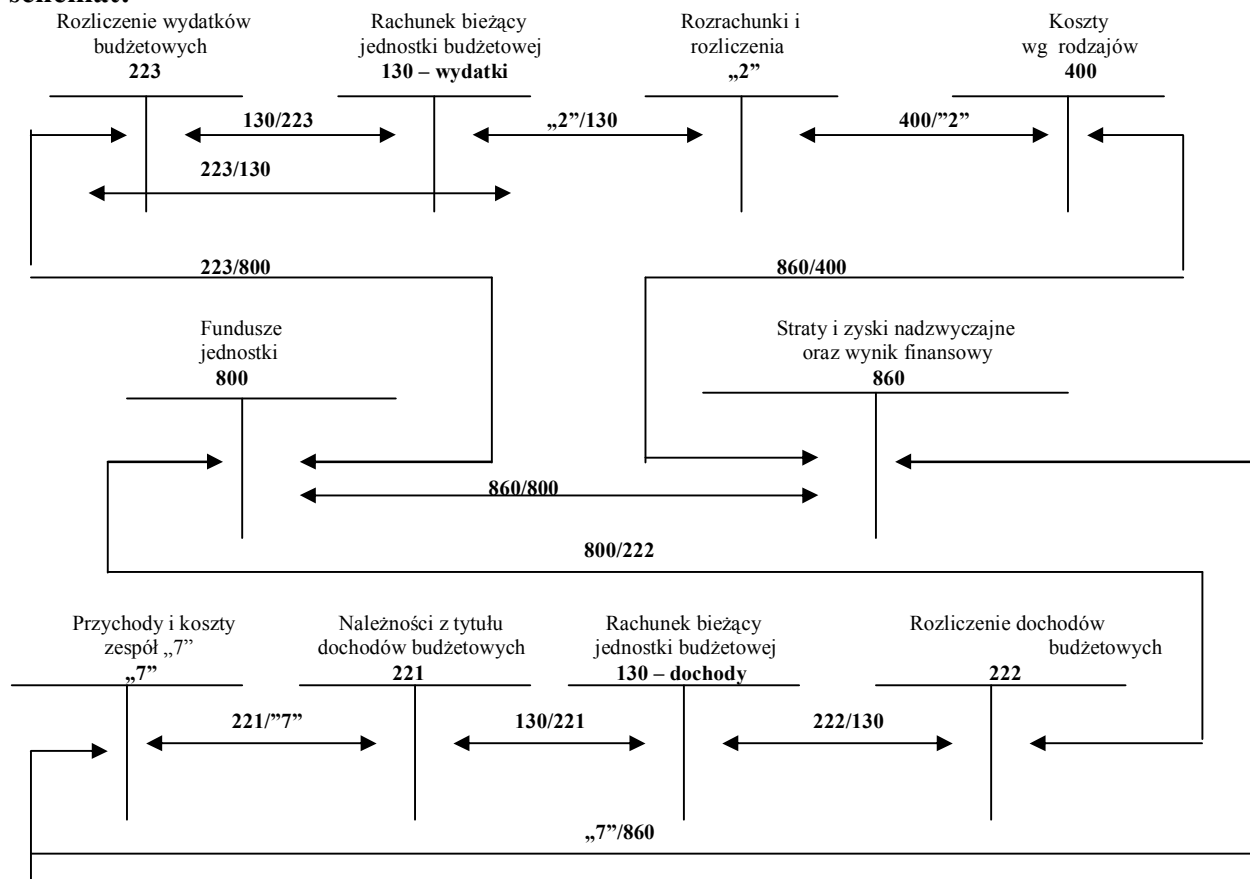 schemat:
Rozliczenie wydatków
budżetowych
223
Rachunek bieżący
jednostki budżetowej
130 – wydatki
Rozrachunki i
rozliczenia
„2”
Koszty
wg rodzajów
400
130/223
„2”/130
400/”2”
223/130
223/800
860/400
Fundusze
jednostki
800
Straty i zyski nadzwyczajne
oraz wynik finansowy
860
860/800
800/222
Przychody i koszty
zespół „7”
„7”
Należności z tytułu
dochodów budżetowych
221
Rachunek bieżący
jednostki budżetowej
130 – dochody
Rozliczenie dochodów
budżetowych
222
221/”7”
130/221
222/130
„7”/860